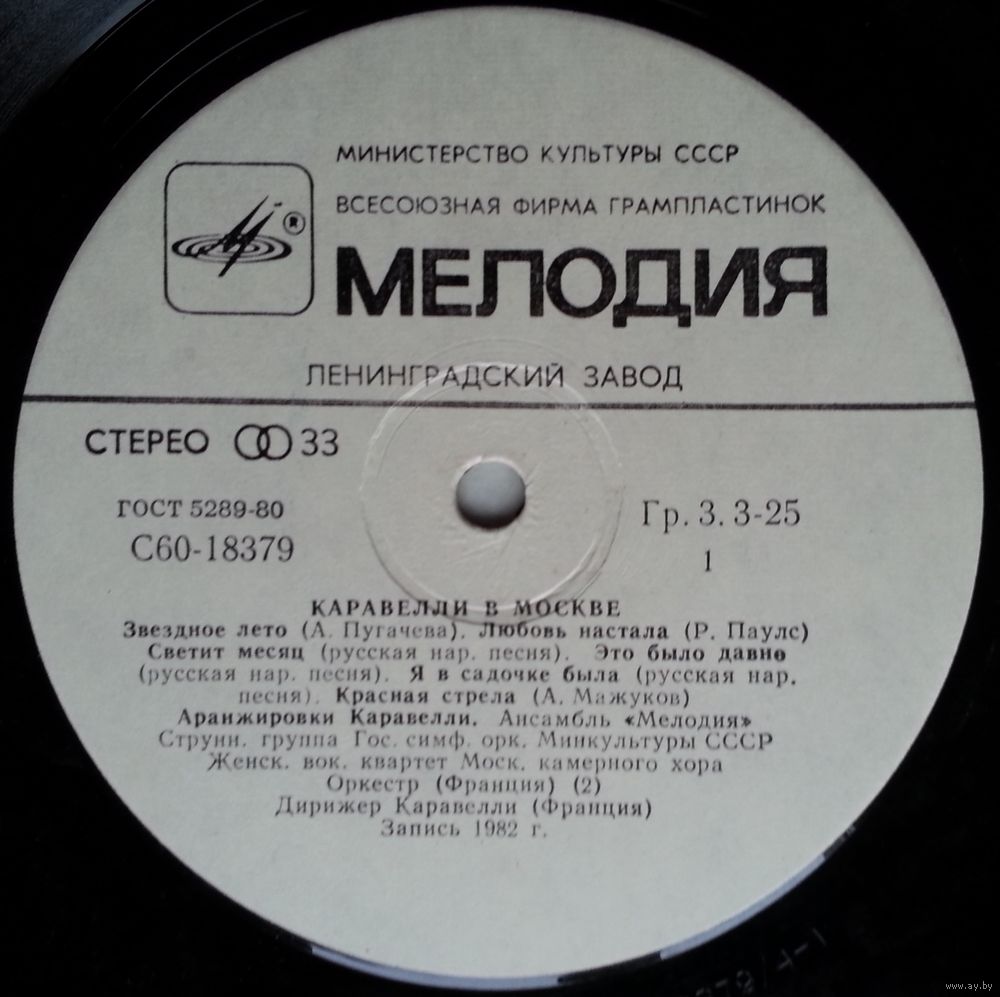 МИНИСТЕРСТВО КУЛЬТУРЫ СССР
ВСЕСОЮЗНАЯ ФИРМА ГРАМПЛАСТИНОК
®
МЕЛОДИЯ
ЛЕНИНГРАДСКИЙ ЗАВОД
СТЕРЕО 33
ГОСТ 5289-80
Гр. 3. 3-25
С60-18379
1
КАРАВЕЛЛИ В МОСКВЕ
Звездное лето (А. Пугачева). Любовь настала (Р. Паулс)
Светит месяц (русская нар. песня). Это было давно
(русская нар. песня). Я в садочке была (русская нар.
песня). Красная стрела (А. Мажуков)
Аранжировки Каравелли. Ансамбль «Мелодия»
Струнн. группа Гос. симф. орк. Минкультуры СССР
Женск. вок. квартет Моск. камерного хора
Оркестр (Франция) (2)
Дирижер Каравелли (Франция)
Запись 1982 г.
www.ay.by